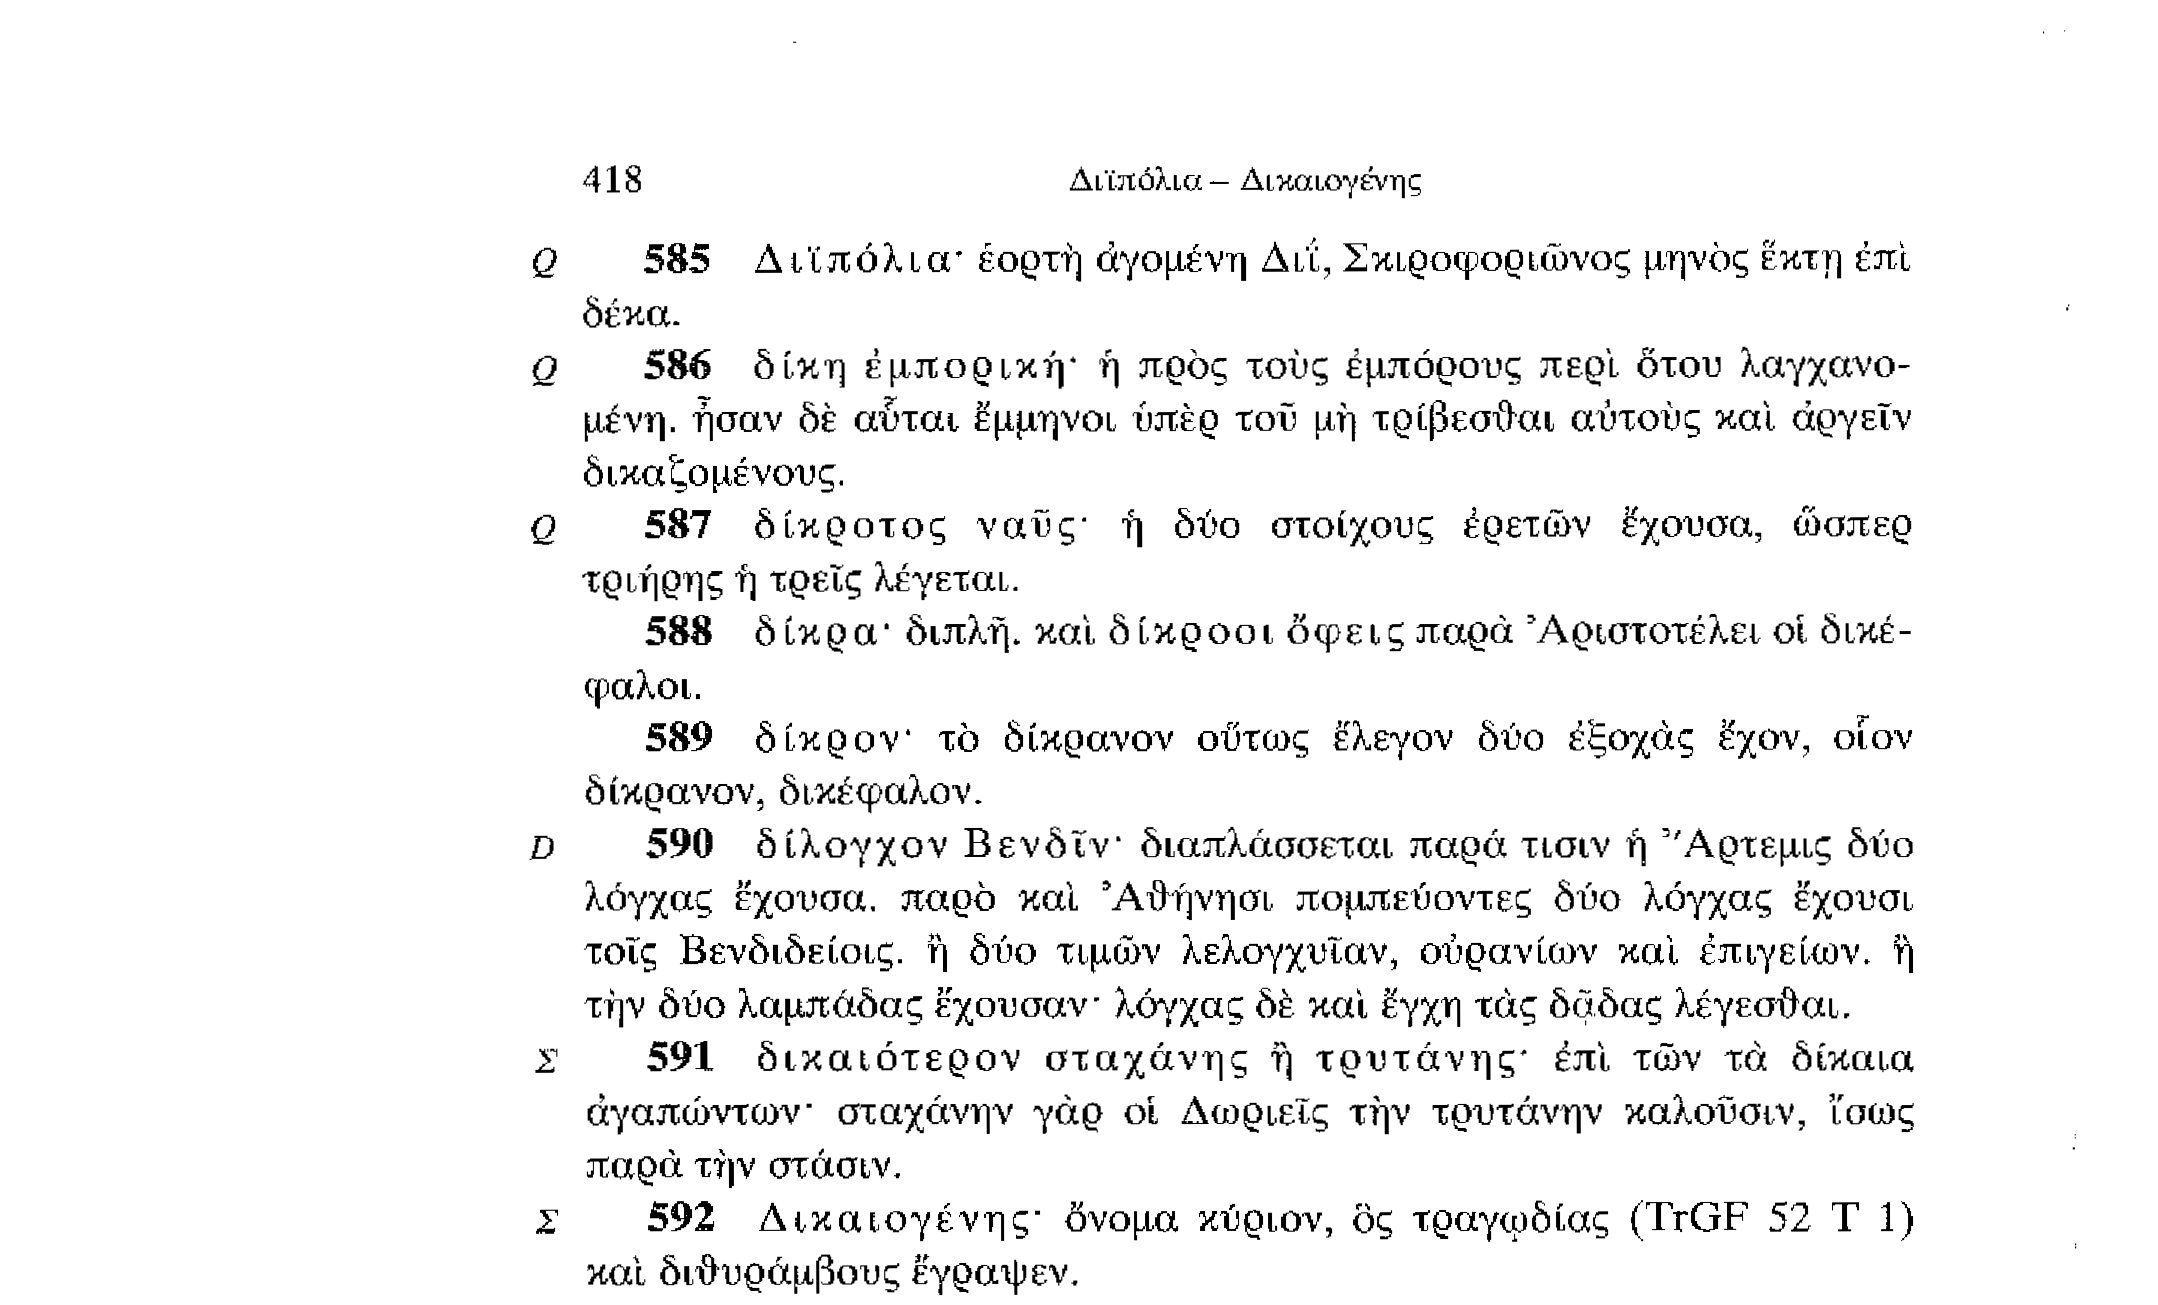 418 Διϊπόλια – Δικαιογένης
Q 585 Διϊπόλια· ἑορτὴ ἀγομένη Διΐ, Σκιροφοριῶνος μηνὸς ἕκτῃ ἐπὶ
δέκα.
Q 586 δίκη ἐμπορική· ἡ πρὸς τοὺς ἐμπόρους περὶ ὅτου λαγχανο-
μένη. ἦσαν δὲ αὗται ἔμμηνοι ὑπὲρ τοῦ μὴ τρίβεσθαι αὐτοὺς καὶ ἀργεῖν
δικαζομένους.
Q 587 δίκροτος ναῦς· ἡ δύο στοίχους ἐρετῶν ἔχουσα, ὥσπερ
τριήρης ἡ τρεῖς λέγεται.
588 δίκρα· διπλῆ. καὶ δίκροοι ὄφεις παρὰ Ἀριστοτέλει οἱ δικέ-
φαλοι.
589 δίκρον· τὸ δίκρανον οὕτως ἔλεγον δύο ἐξοχὰς ἔχον, οἷον
δίκρανον, δικέφαλον.
D 590 δίλογχον Βενδῖν· διαπλάσσεται παρά τισιν ἡ Ἄρτεμις δύο
λόγχας ἔχουσα. παρὸ καὶ Ἀθήνησι πομπεύοντες δύο λόγχας ἔχουσι
τοῖς Βενδιδείοις. ἢ δύο τιμῶν λελογχυῖαν, οὐρανίων καὶ ἐπιγείων. ἢ
τὴν δύο λαμπάδας ἔχουσαν· λόγχας δὲ καὶ ἔγχη τὰς δᾷδας λέγεσθαι.
Σ 591 δικαιότερον σταχάνης ἢ τρυτάνης· ἐπὶ τῶν τὰ δίκαια
ἀγαπώντων· σταχάνην γὰρ οἱ Δωριεῖς τὴν τρυτάνην καλοῦσιν, ἴσως
παρὰ τὴν στάσιν.
Σ 592 Δικαιογένης· ὄνομα κύριον, ὃς τραγῳδίας (TrGF 52 T 1)
καὶ διθυράμβους ἔγραψεν.